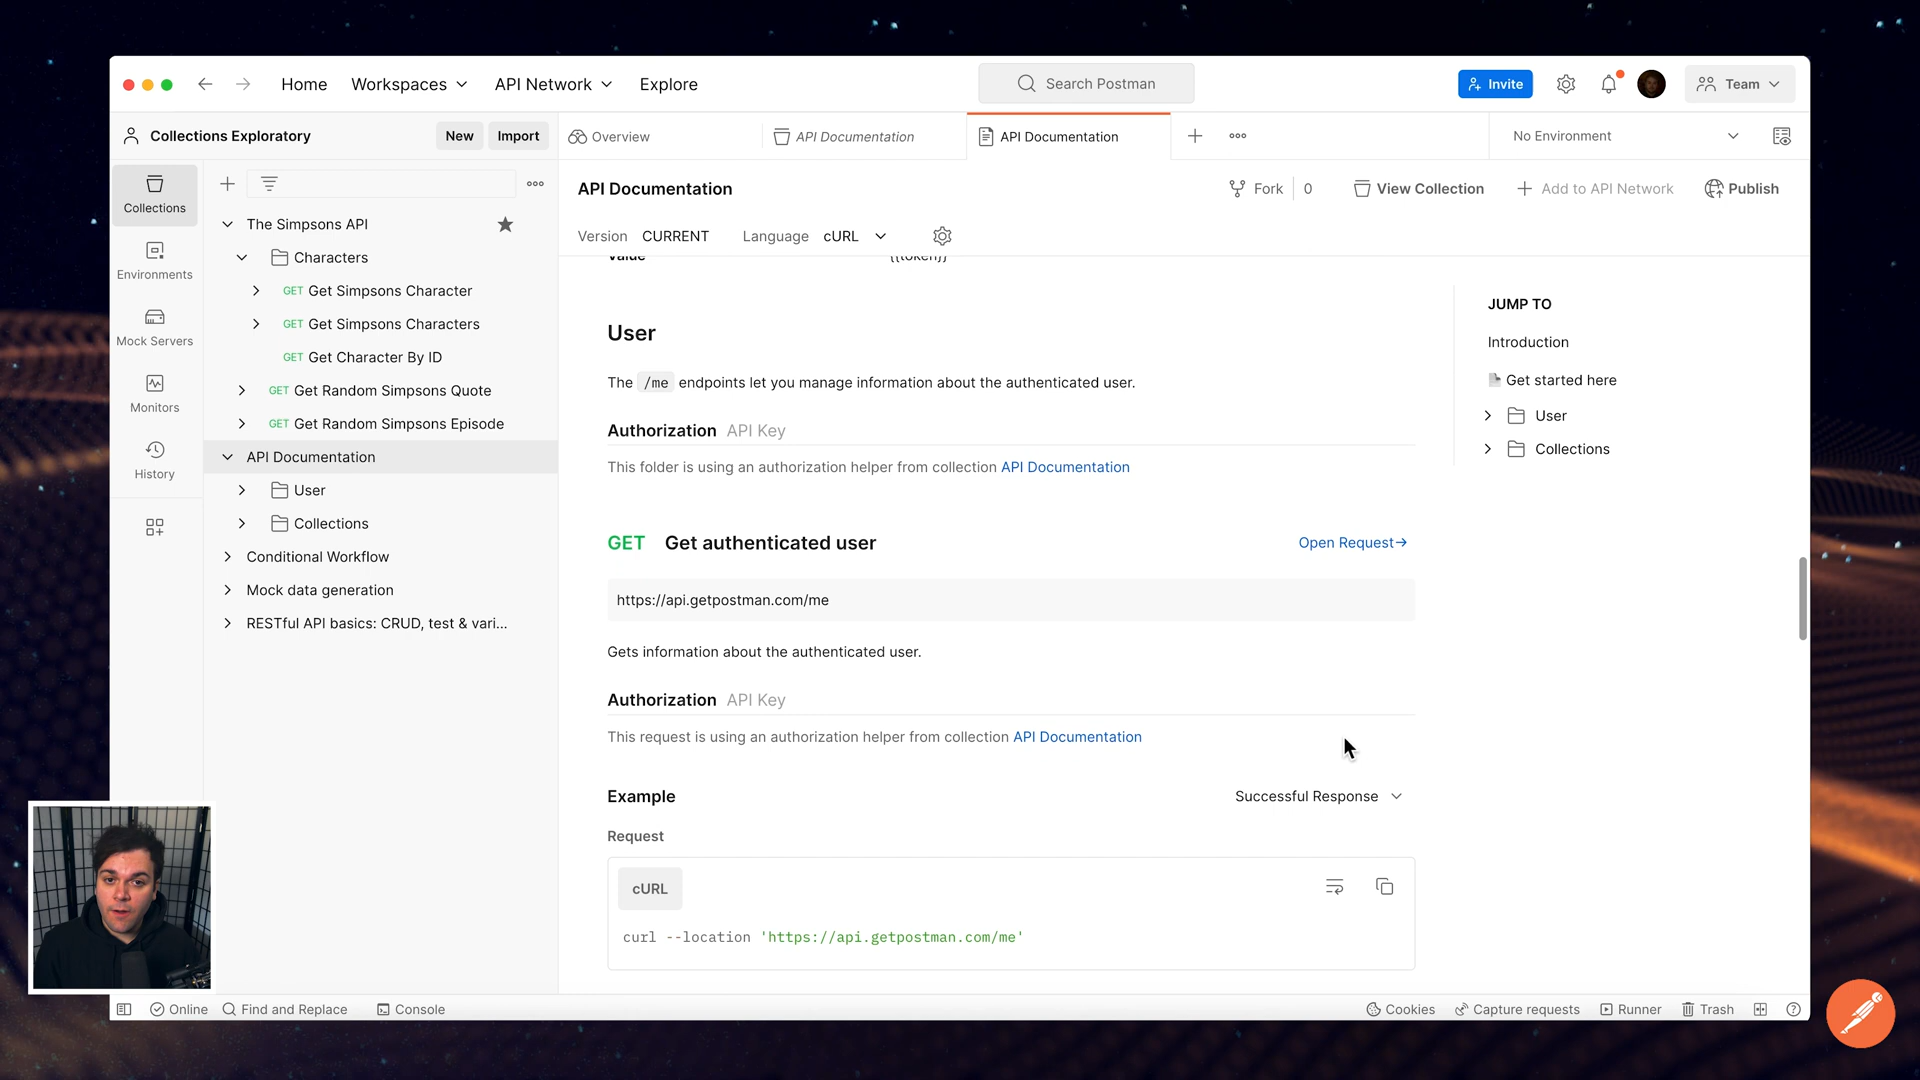 Home
Workspaces
API Network
Explore
Search Postman
Invite
Team
Collections Exploratory
New
Import
Overview
API Documentation
API Documentation
No Environment
Collections
Environments
Mock Servers
Monitors
History
The Simpsons API
Characters
GET Get Simpsons Character
GET Get Simpsons Characters
GET Get Character By ID
GET Get Random Simpsons Quote
GET Get Random Simpsons Episode
API Documentation
User
Collections
Conditional Workflow
Mock data generation
RESTful API basics: CRUD, test & vari...
API Documentation
Fork 0
View Collection
Add to API Network
Publish
Version CURRENT
Language cURL
Value {{token}}
User
The /me endpoints let you manage information about the authenticated user.
Authorization API Key
This folder is using an authorization helper from collection API Documentation
GET Get authenticated user
Open Request→
https://api.getpostman.com/me
Gets information about the authenticated user.
Authorization API Key
This request is using an authorization helper from collection API Documentation
Example
Successful Response
Request
cURL
curl --location 'https://api.getpostman.com/me'
JUMP TO
Introduction
Get started here
User
Collections
Online
Find and Replace
Console
Cookies
Capture requests
Runner
Trash